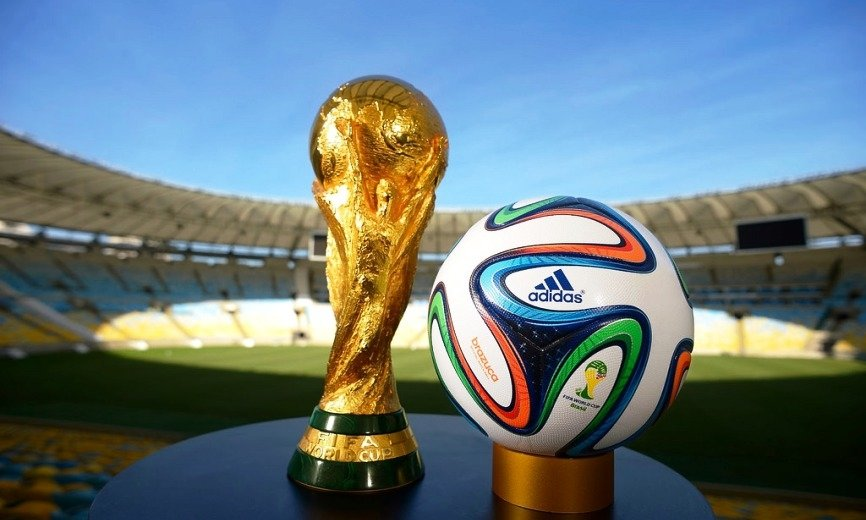 FIFA
WORLD CUP
adidas
brazuca
FIFA WORLD CUP
Brasil